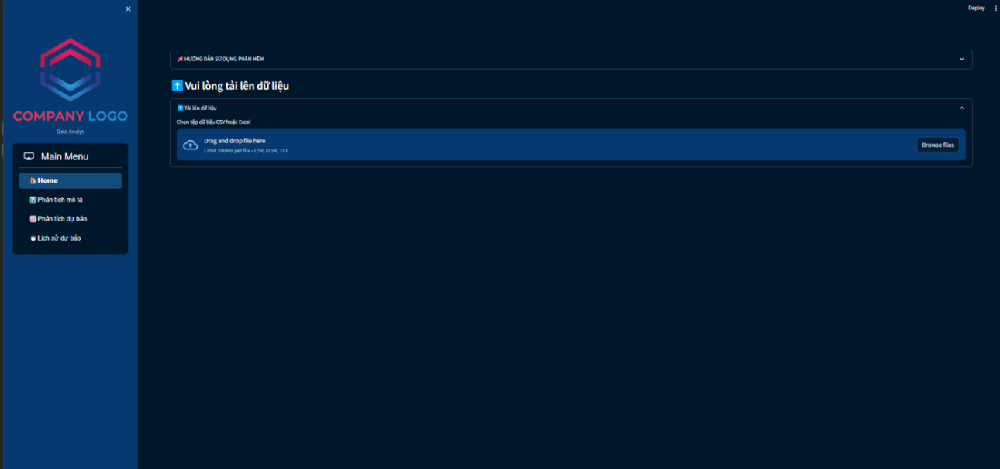 Deploy
COMPANY LOGO
Data Analys
Main Menu
Home
Phân tích mô tả
Phân tích dự báo
Lịch sử dự báo
HƯỚNG DẪN SỬ DỤNG PHẦN MỀM
Vui lòng tải lên dữ liệu
Tải lên dữ liệu
Chọn tệp dữ liệu CSV hoặc Excel
Drag and drop file here
Limit 200MB per file • CSV, XLSX, TXT
Browse files